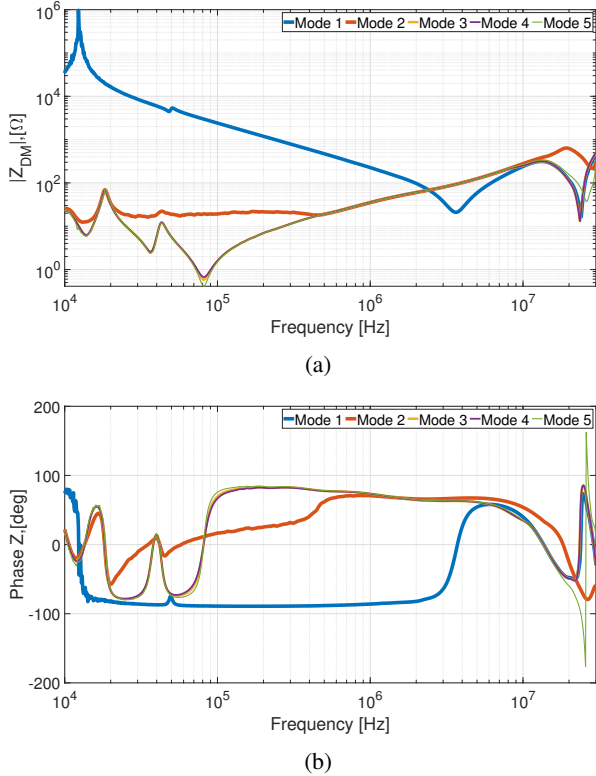 10^6
Mode 1 Mode 2 Mode 3 Mode 4 Mode 5
10^4
|Z_DM|,[Ω]
10^2
10^0
10^4 10^5 10^6 10^7
Frequency [Hz]
(a)
200
Mode 1 Mode 2 Mode 3 Mode 4 Mode 5
100
Phase Z,[deg]
0
-100
-200
10^4 10^5 10^6 10^7
Frequency [Hz]
(b)